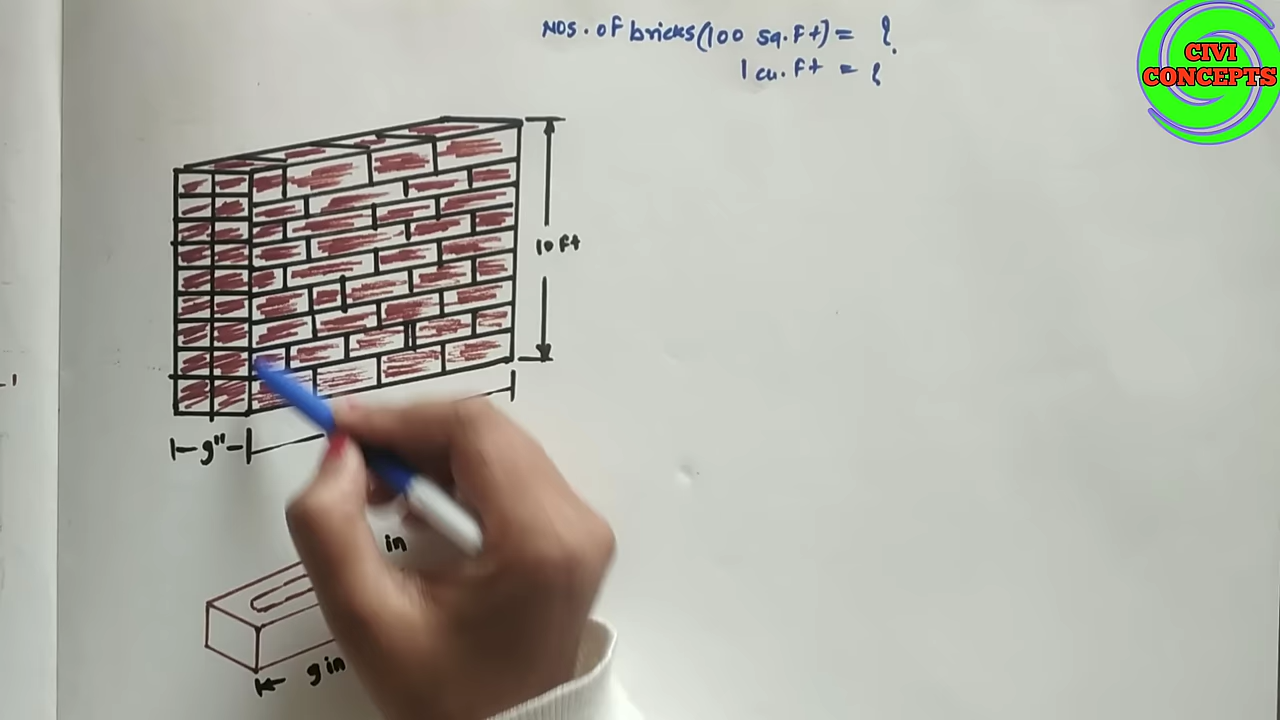 NOS. OF bricks(100 sq.Ft) = ?
1 cu.Ft = ?
CIVI
CONCEPTS
10 Ft
9"
in
9 in